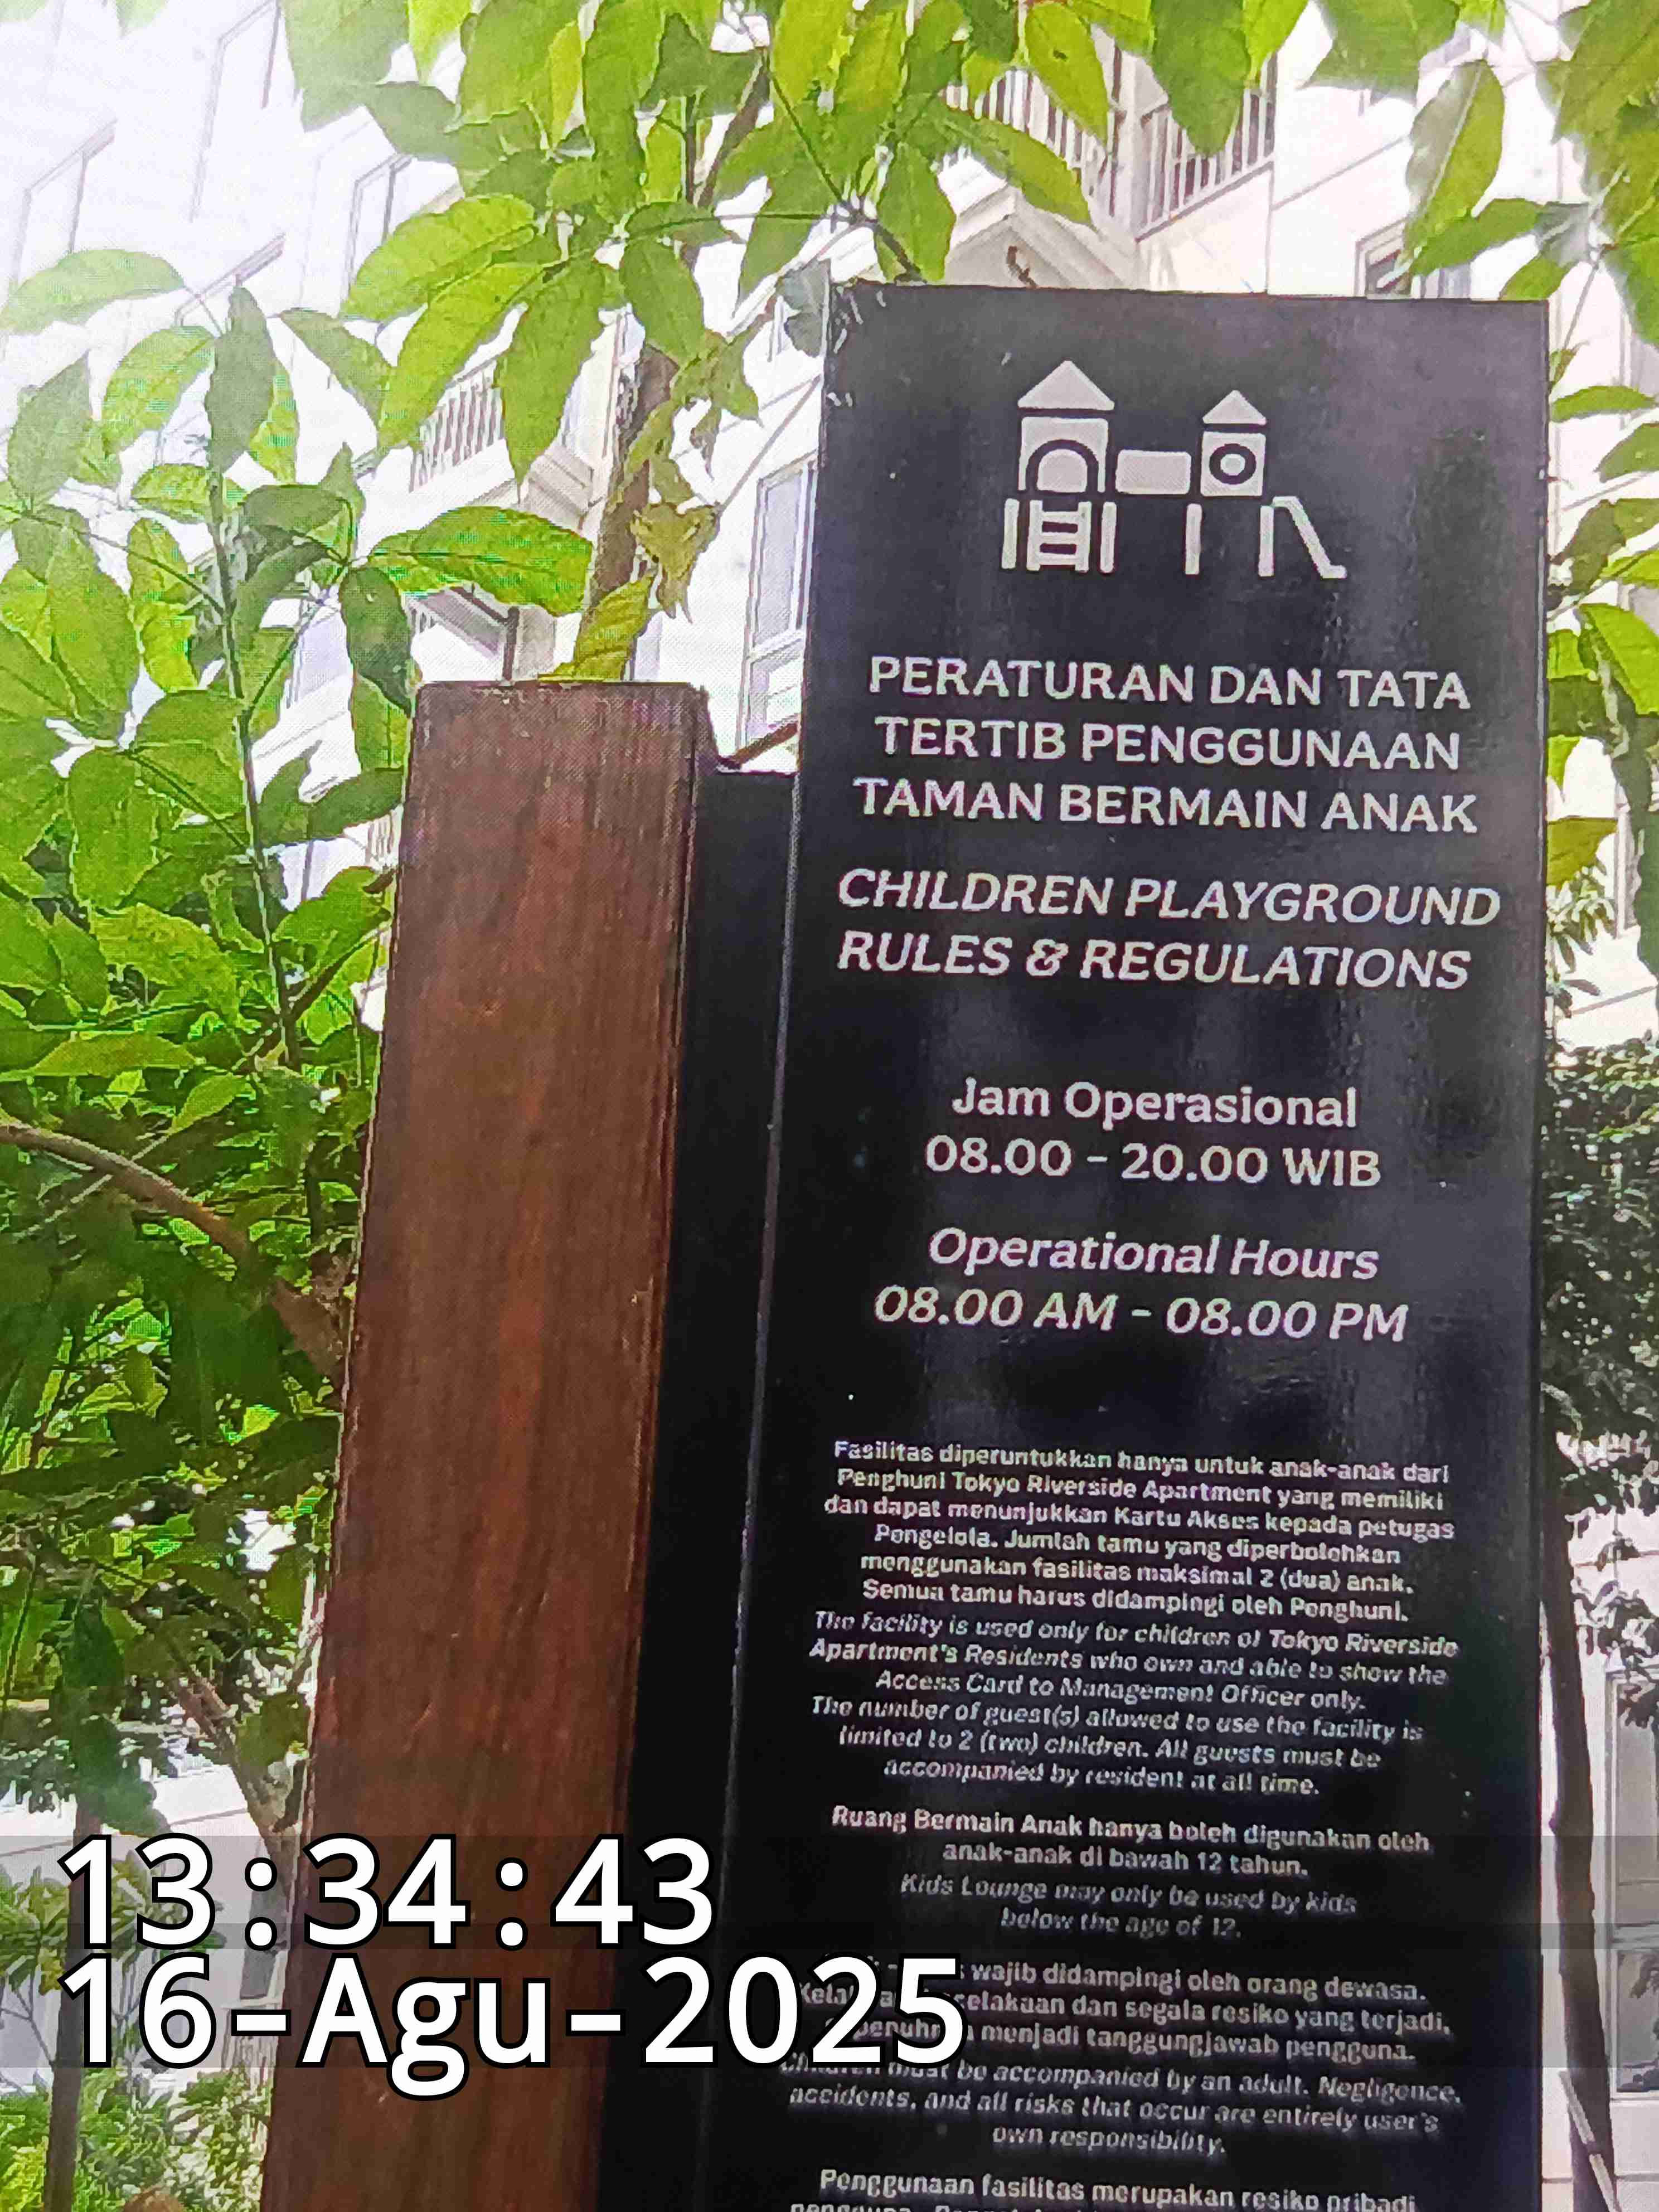 PERATURAN DAN TATA
TERTIB PENGGUNAAN
TAMAN BERMAIN ANAK
CHILDREN PLAYGROUND
RULES & REGULATIONS
Jam Operasional
08.00 - 20.00 WIB
Operational Hours
08.00 AM - 08.00 PM
Fasilitas diperuntukkan hanya untuk anak-anak dari
Penghuni Tokyo Riverside Apartment yang memiliki
dan dapat menunjukkan Kartu Akses kepada petugas
Pengelola. Jumlah tamu yang diperbolehkan
menggunakan fasilitas maksimal 2 (dua) anak.
Semua tamu harus didampingi oleh Penghuni.
The facility is used only for children of Tokyo Riverside
Apartment's Residents who own and able to show the
Access Card to Management Officer only.
The number of guest(s) allowed to use the facility is
limited to 2 (two) children. All guests must be
accompanied by resident at all time.
Ruang Bermain Anak hanya boleh digunakan oleh
anak-anak di bawah 12 tahun.
Kids Lounge may only be used by kids
below the age of 12.
wajib didampingi oleh orang dewasa.
dan segala resiko yang terjadi,
menjadi tanggungjawab pengguna.
Children must be accompanied by an adult. Negligence,
accidents, and all risks that occur are entirely user's
own responsibility.
Penggunaan fasilitas merupakan resiko pribadi
13:34:43
16-Agu-2025